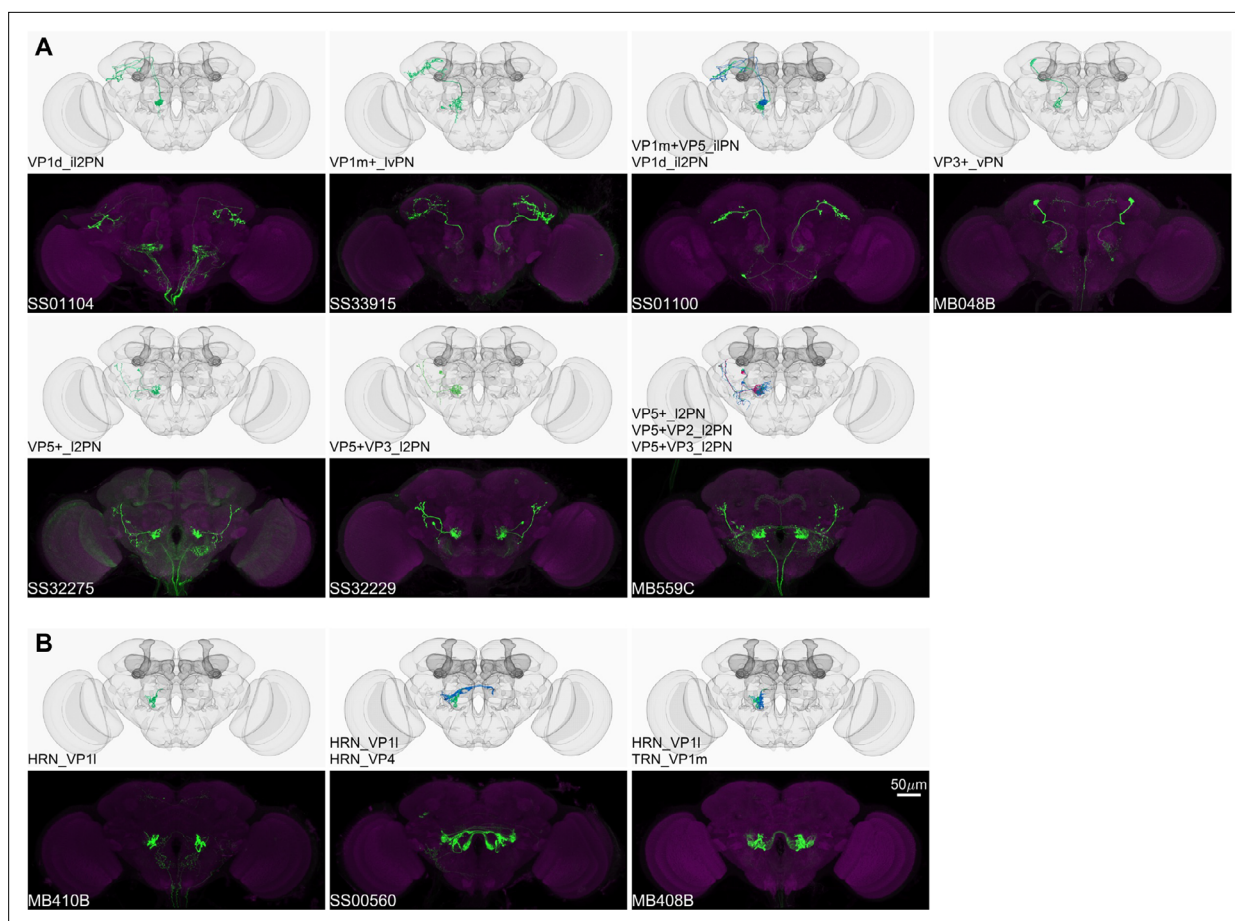 A
VP1d_il2PN
VP1m+_lvPN
VP1m+VP5_ilPN
VP1d_il2PN
VP3+_vPN
SS01104
SS33915
SS01100
MB048B
VP5+_l2PN
VP5+VP3_l2PN
VP5+_l2PN
VP5+VP2_l2PN
VP5+VP3_l2PN
SS32275
SS32229
MB559C
B
HRN_VP1l
HRN_VP1l
HRN_VP4
HRN_VP1l
TRN_VP1m
50μm
MB410B
SS00560
MB408B